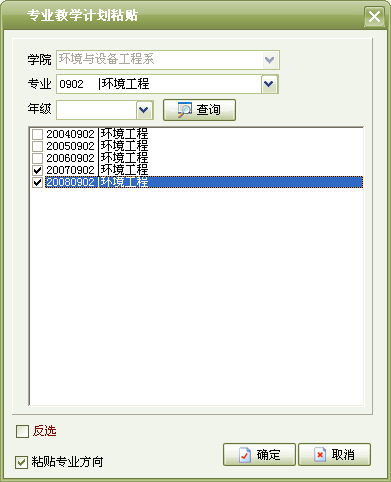 专业教学计划粘贴
学院 环境与设备工程系
专业 0902 |环境工程
年级 查询
20040902 |环境工程
20050902 |环境工程
20060902 |环境工程
20070902 |环境工程
20080902 |环境工程
反选
粘贴专业方向
确定 取消